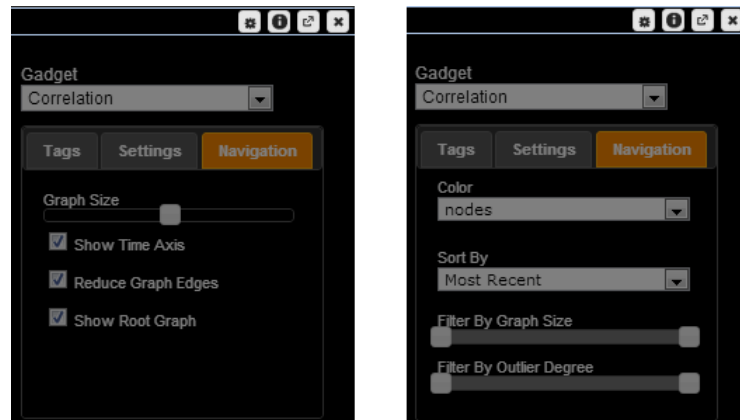 Gadget
Correlation
Tags Settings Navigation
Graph Size
Show Time Axis
Reduce Graph Edges
Show Root Graph
Gadget
Correlation
Tags Settings Navigation
Color
nodes
Sort By
Most Recent
Filter By Graph Size
Filter By Outlier Degree